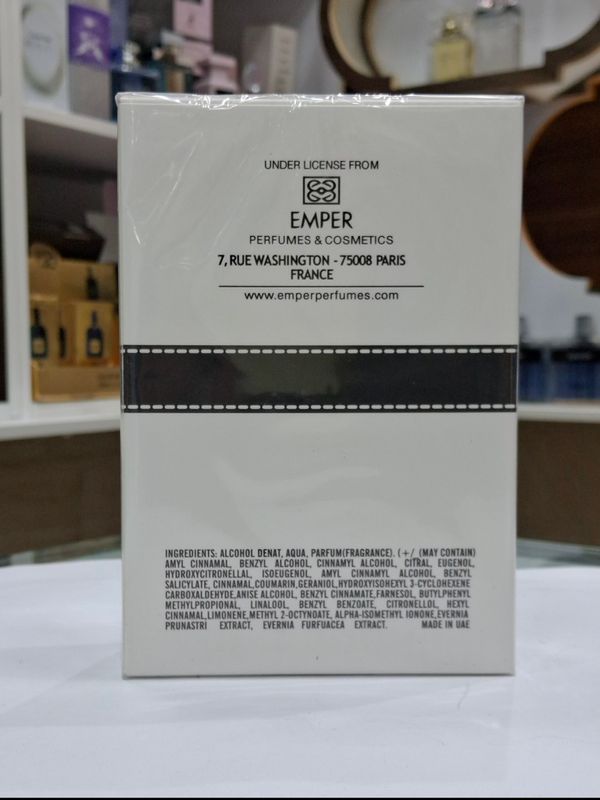 UNDER LICENSE FROM
EMPER
PERFUMES & COSMETICS
7, RUE WASHINGTON - 75008 PARIS
FRANCE
www.emperperfumes.com
INGREDIENTS: ALCOHOL DENAT, AQUA, PARFUM(FRAGRANCE). (+/ (MAY CONTAIN)
AMYL CINNAMAL, BENZYL ALCOHOL, CINNAMYL ALCOHOL, CITRAL, EUGENOL,
HYDROXYCITRONELLAL, ISOEUGENOL, AMYL CINNAMYL ALCOHOL, BENZYL
SALICYLATE, CINNAMAL,COUMARIN,GERANIOL,HYDROXYISOHEXYL 3-CYCLOHEXENE
CARBOXALDEHYDE,ANISE ALCOHOL, BENZYL CINNAMATE,FARNESOL, BUTYLPHENYL
METHYLPROPIONAL, LINALOOL, BENZYL BENZOATE, CITRONELLOL, HEXYL
CINNAMAL,LIMONENE,METHYL 2-OCTYNOATE, ALPHA-ISOMETHYL IONONE,EVERNIA
PRUNASTRI EXTRACT, EVERNIA FURFUACEA EXTRACT. MADE IN UAE